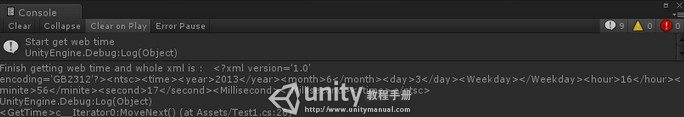 Console
Clear Collapse Clear on Play Error Pause 9 0 0
Start get web time
UnityEngine.Debug:Log(Object)
Finish getting web time and whole xml is : <?xml version='1.0'
encoding='GB2312'?><ntsc><time><year>2013</year><month>6</month><day>3</day><Weekday></Weekday><hour>16</hour><
minite>56</minite><second>17</second><Millisecond></Millisecond></time></ntsc>
UnityEngine.Debug:Log(Object)
<GetTime>c__Iterator0:MoveNext() (at Assets/Test1.cs:26)
unity 教程手册
http://www.unitymanual.com